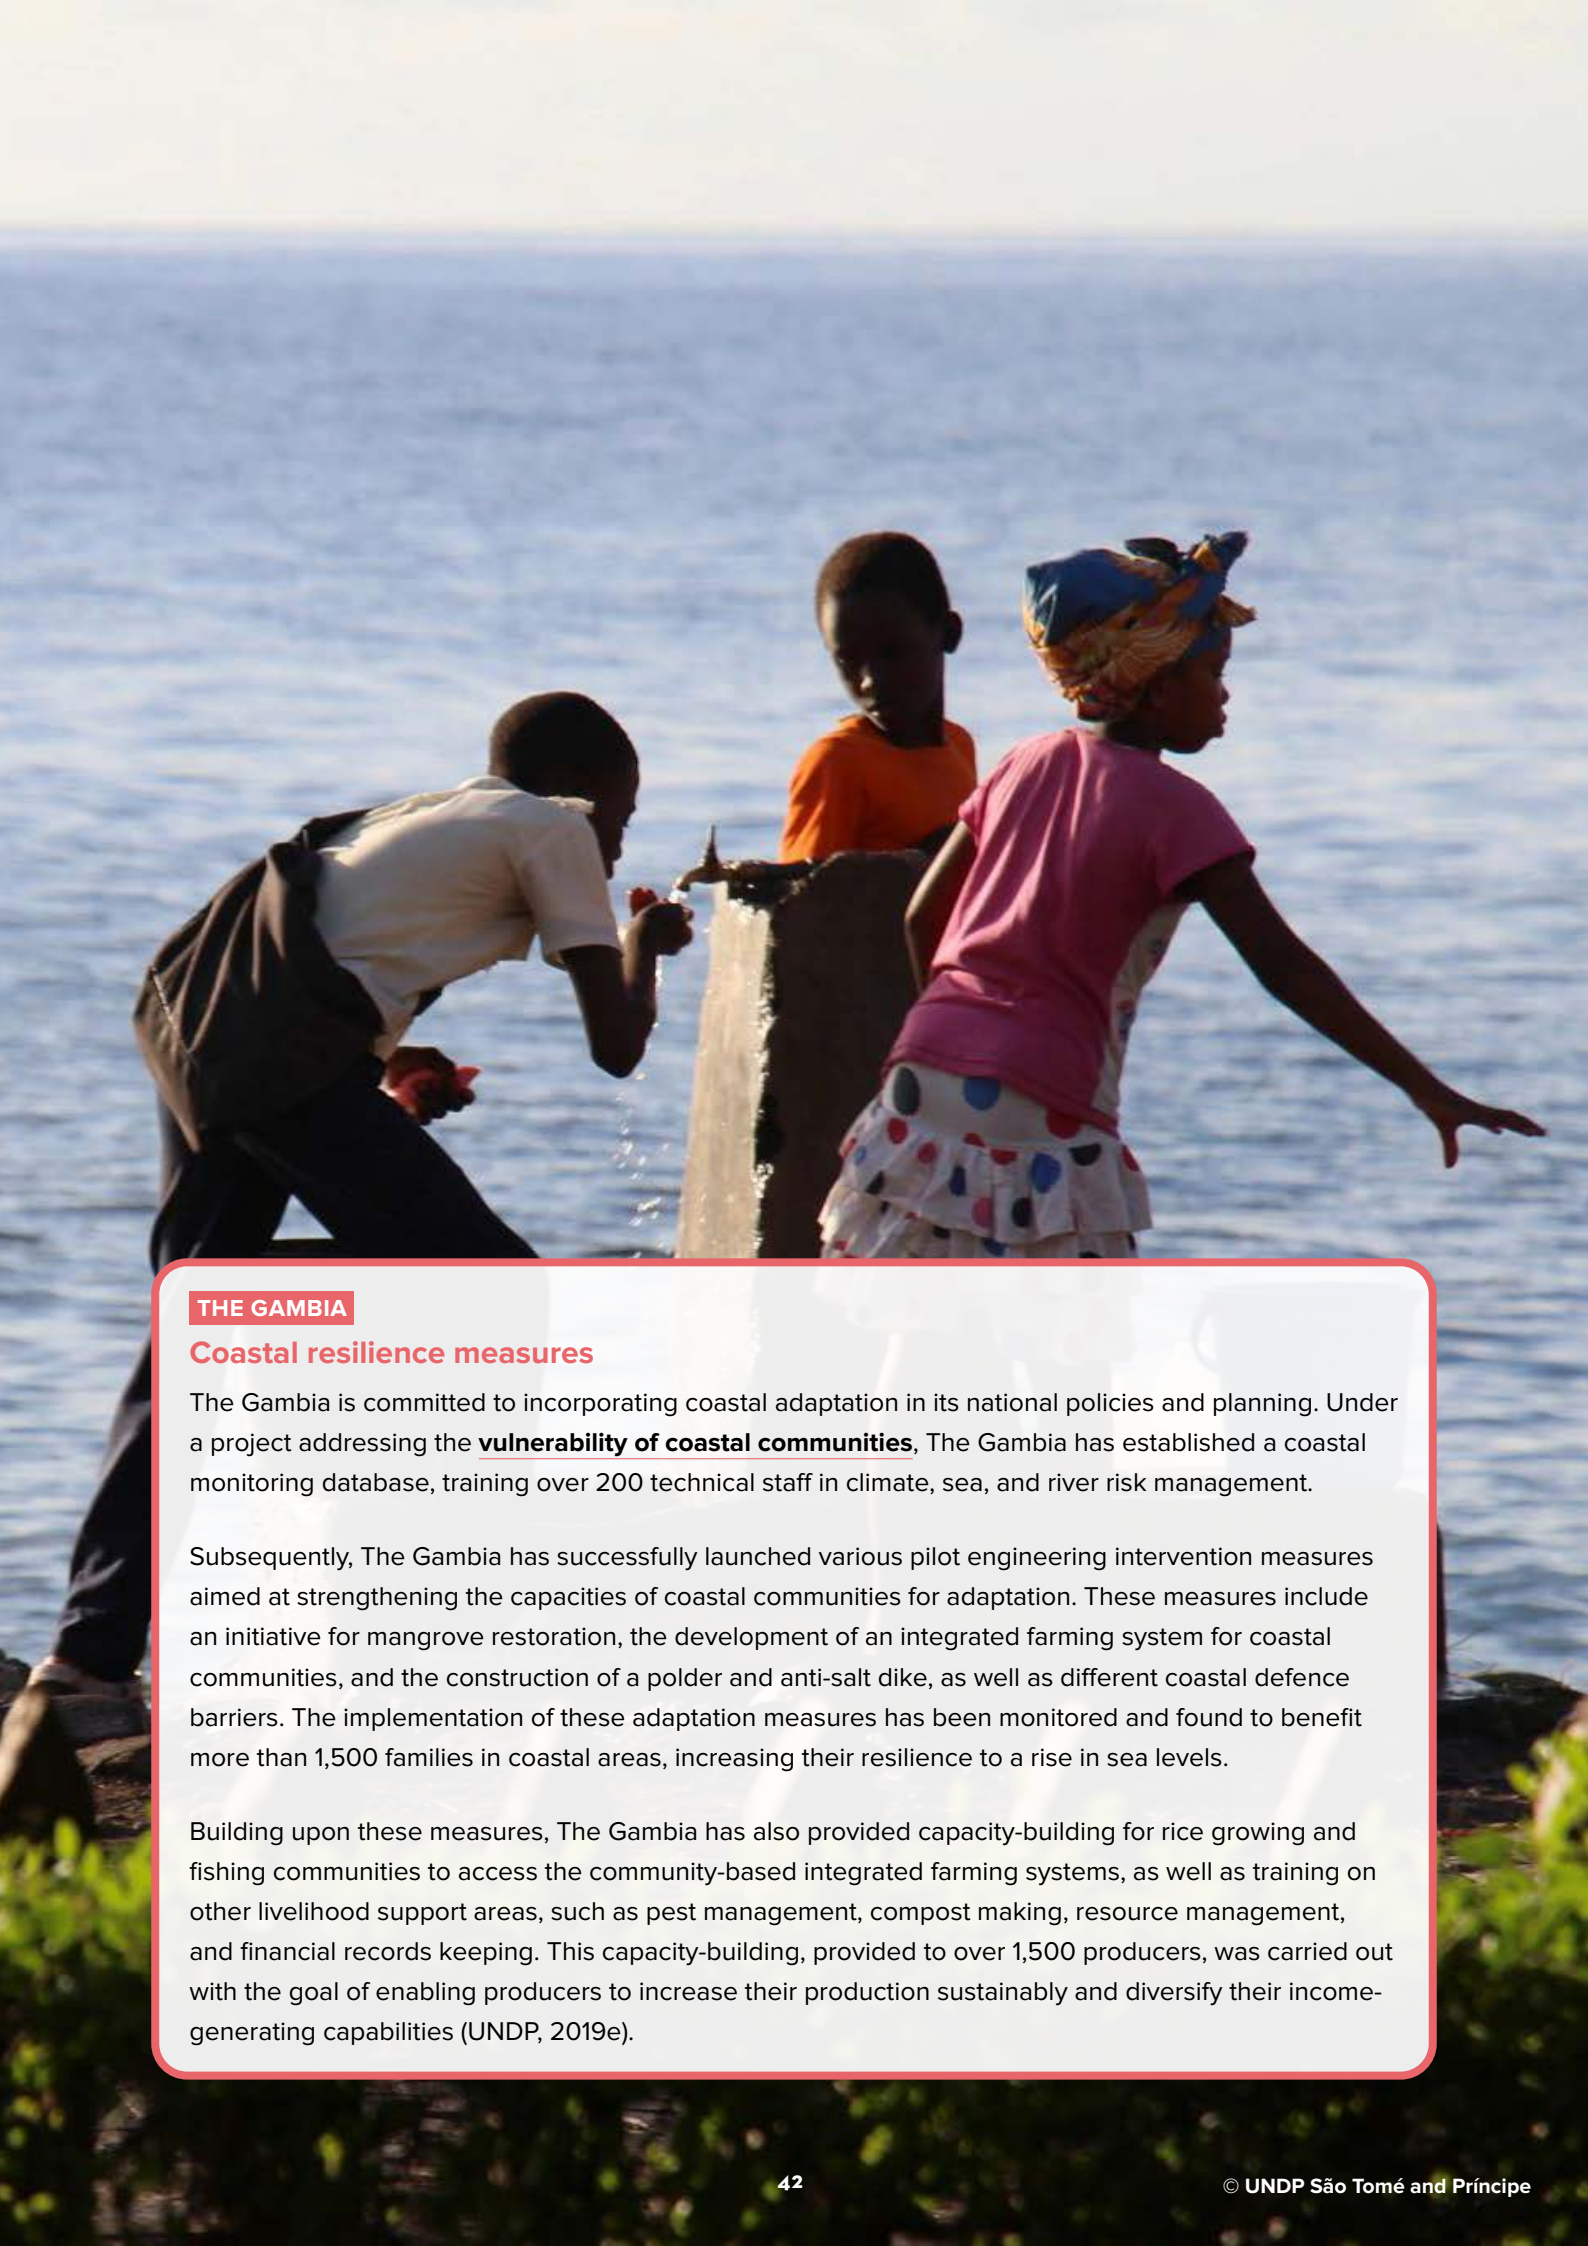 THE GAMBIA
Coastal resilience measures
The Gambia is committed to incorporating coastal adaptation in its national policies and planning. Under
a project addressing the vulnerability of coastal communities, The Gambia has established a coastal
monitoring database, training over 200 technical staff in climate, sea, and river risk management.
Subsequently, The Gambia has successfully launched various pilot engineering intervention measures
aimed at strengthening the capacities of coastal communities for adaptation. These measures include
an initiative for mangrove restoration, the development of an integrated farming system for coastal
communities, and the construction of a polder and anti-salt dike, as well as different coastal defence
barriers. The implementation of these adaptation measures has been monitored and found to benefit
more than 1,500 families in coastal areas, increasing their resilience to a rise in sea levels.
Building upon these measures, The Gambia has also provided capacity-building for rice growing and
fishing communities to access the community-based integrated farming systems, as well as training on
other livelihood support areas, such as pest management, compost making, resource management,
and financial records keeping. This capacity-building, provided to over 1,500 producers, was carried out
with the goal of enabling producers to increase their production sustainably and diversify their income-
generating capabilities (UNDP, 2019e).
42
© UNDP São Tomé and Príncipe